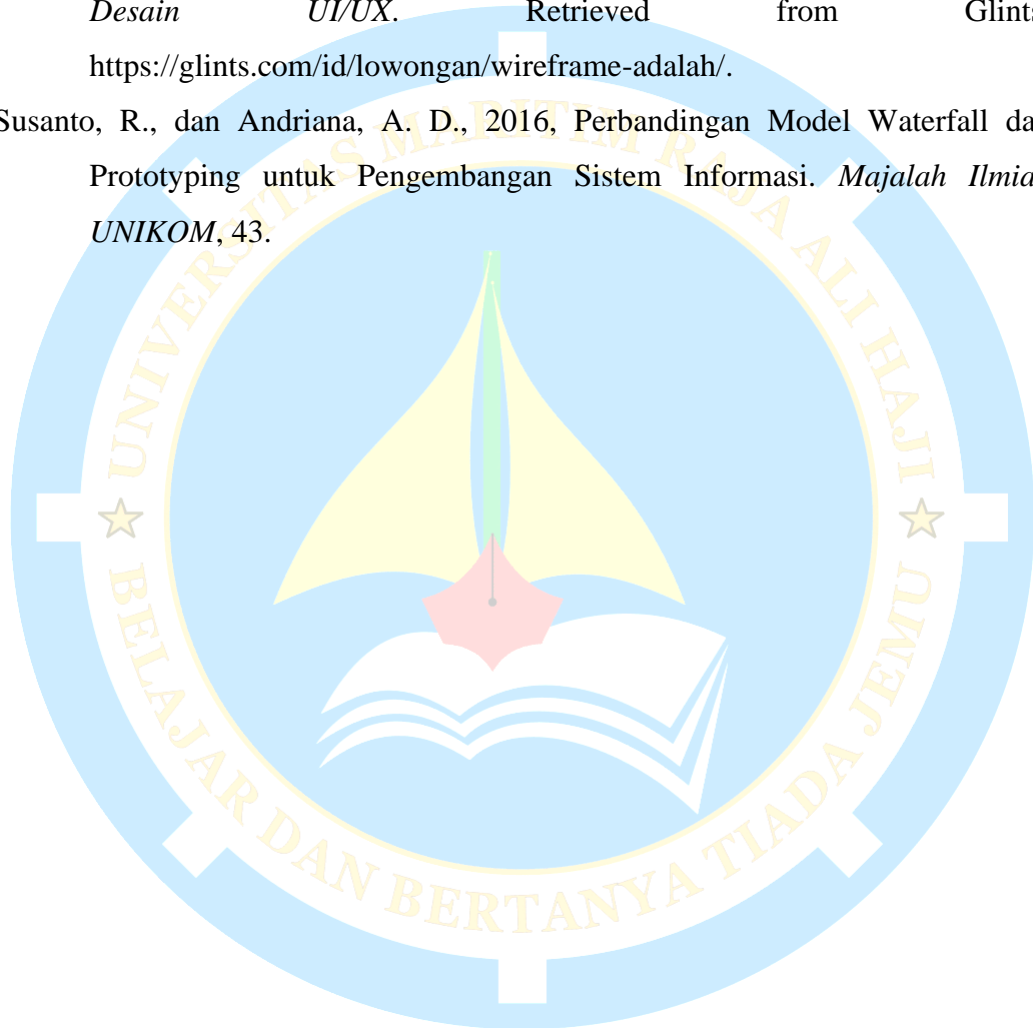 Desain UI/UX. Retrieved from Glints
https://glints.com/id/lowongan/wireframe-adalah/.
Susanto, R., dan Andriana, A. D., 2016, Perbandingan Model Waterfall da
Prototyping untuk Pengembangan Sistem Informasi. Majalah Ilmia
UNIKOM, 43.
UNIVERSITAS MARITIM RAJA ALI HAJI
BELAJAR DAN BERTANYA TIADA JEMU